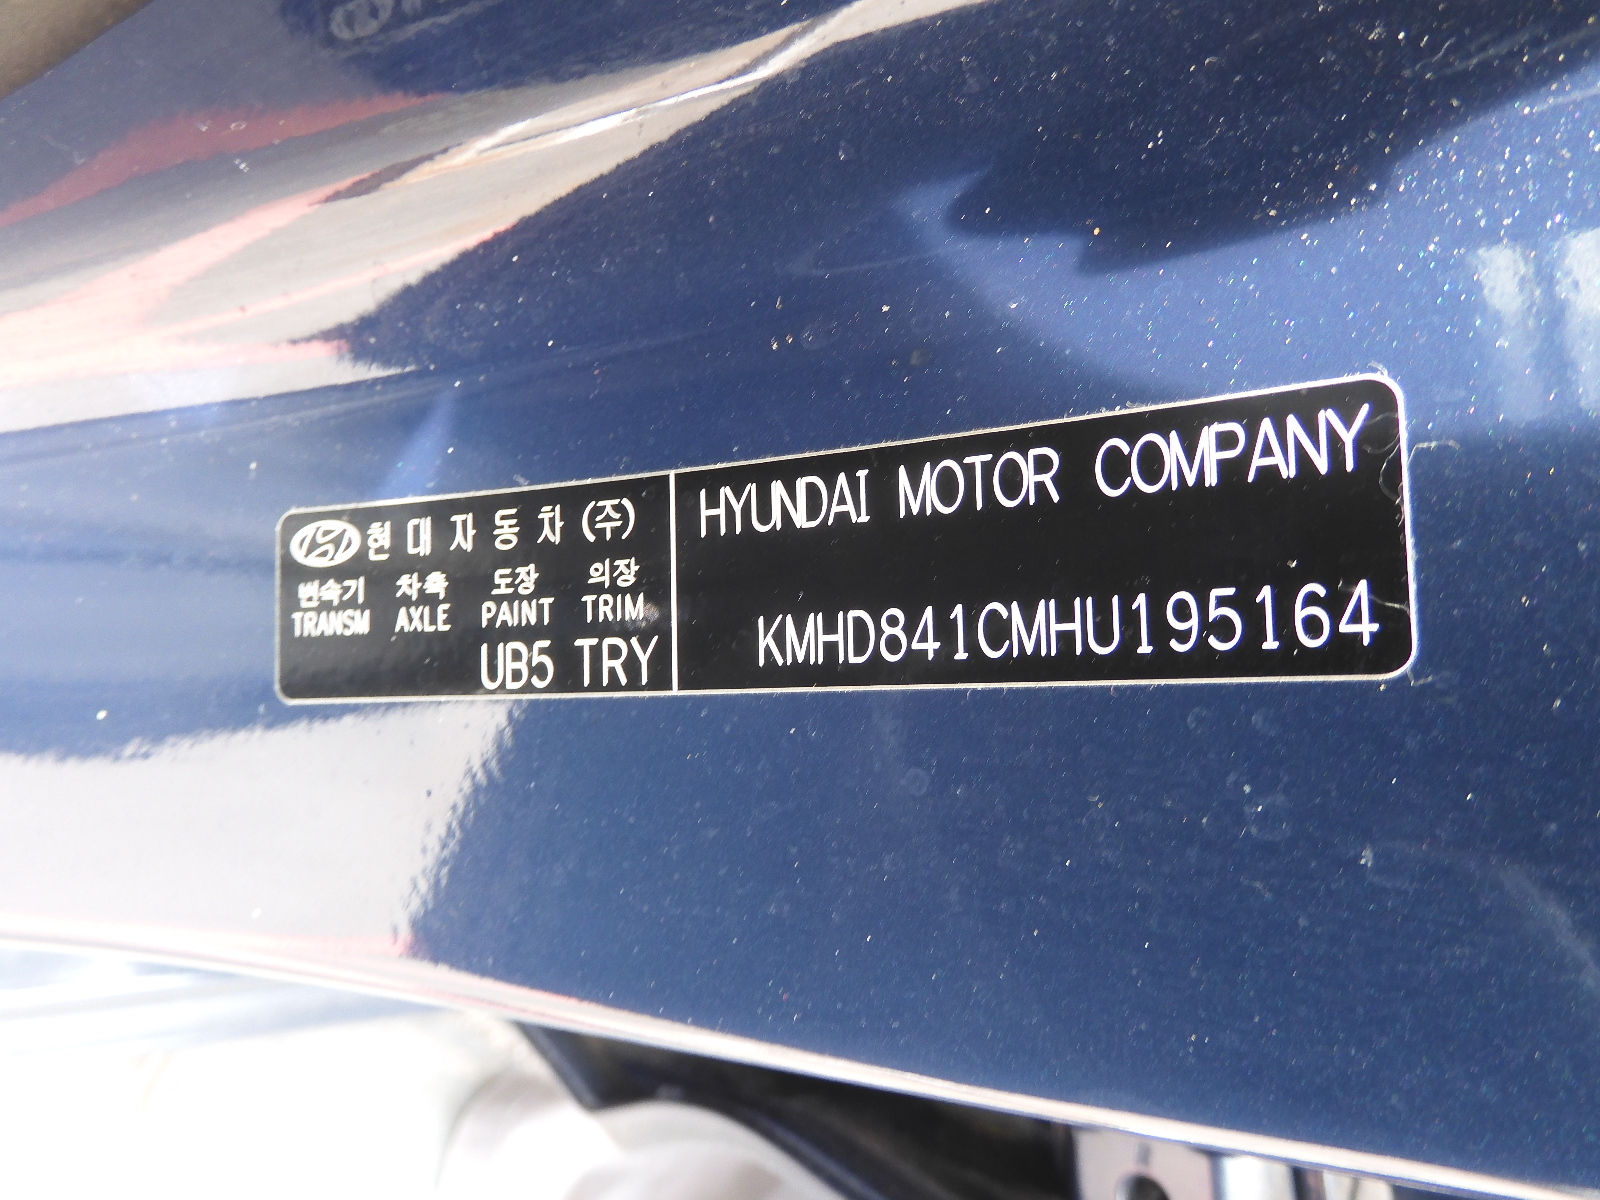 현대자동차(주)
변속기 차축 도장 의장
TRANSM AXLE PAINT TRIM
UB5 TRY
HYUNDAI MOTOR COMPANY
KMHD841CMHU195164